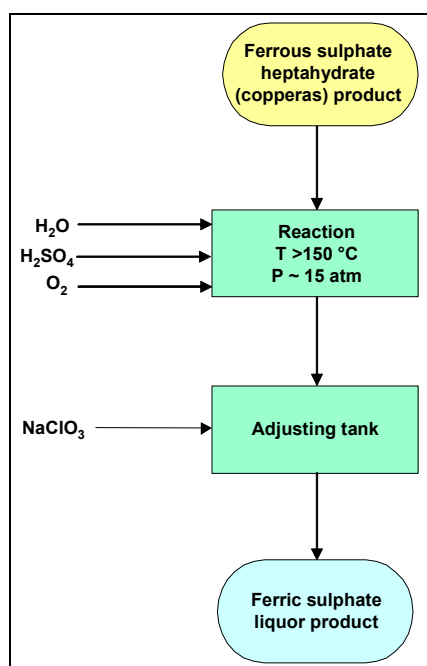 Ferrous sulphate
heptahydrate
(copperas) product
H₂O
H₂SO₄
O₂
Reaction
T >150 °C
P ~ 15 atm
NaClO₃
Adjusting tank
Ferric sulphate
liquor product